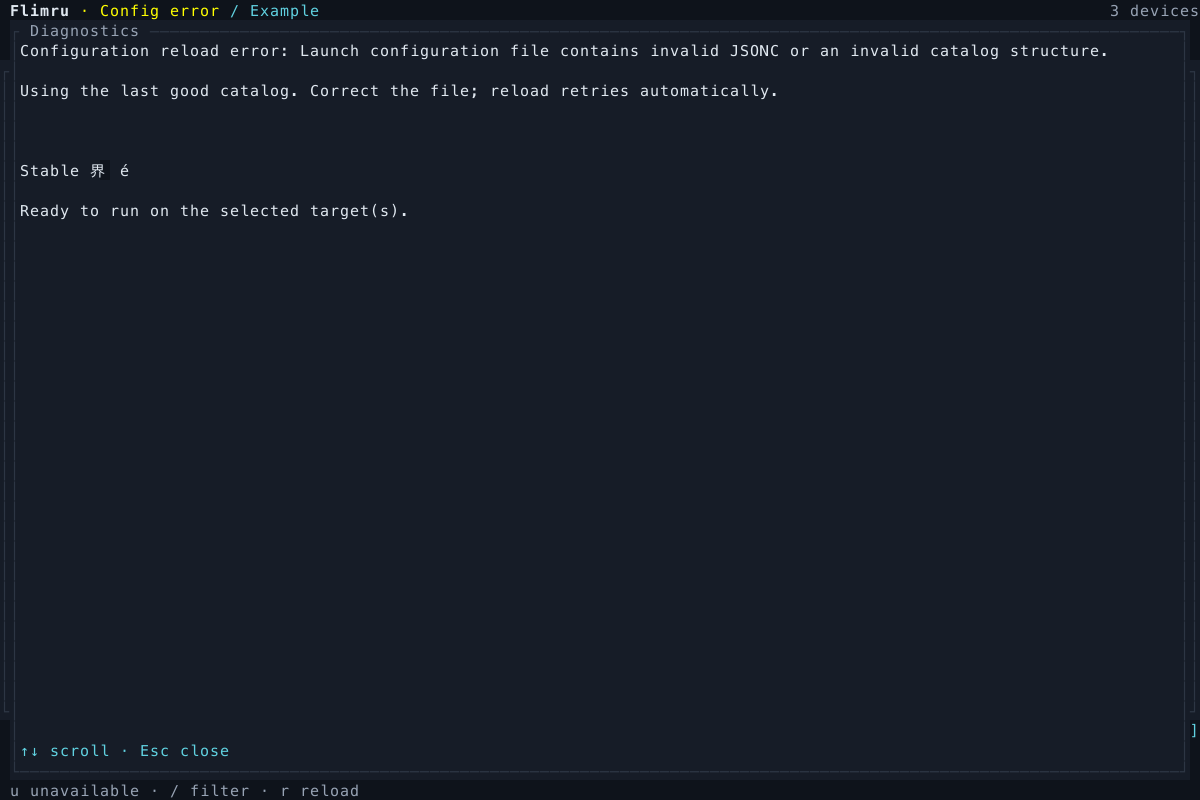 Flimru · Config error / Example 3 devices
Diagnostics
Configuration reload error: Launch configuration file contains invalid JSONC or an invalid catalog structure.
Using the last good catalog. Correct the file; reload retries automatically.
Stable 界 é
Ready to run on the selected target(s).
]
↑↓ scroll · Esc close
u unavailable · / filter · r reload